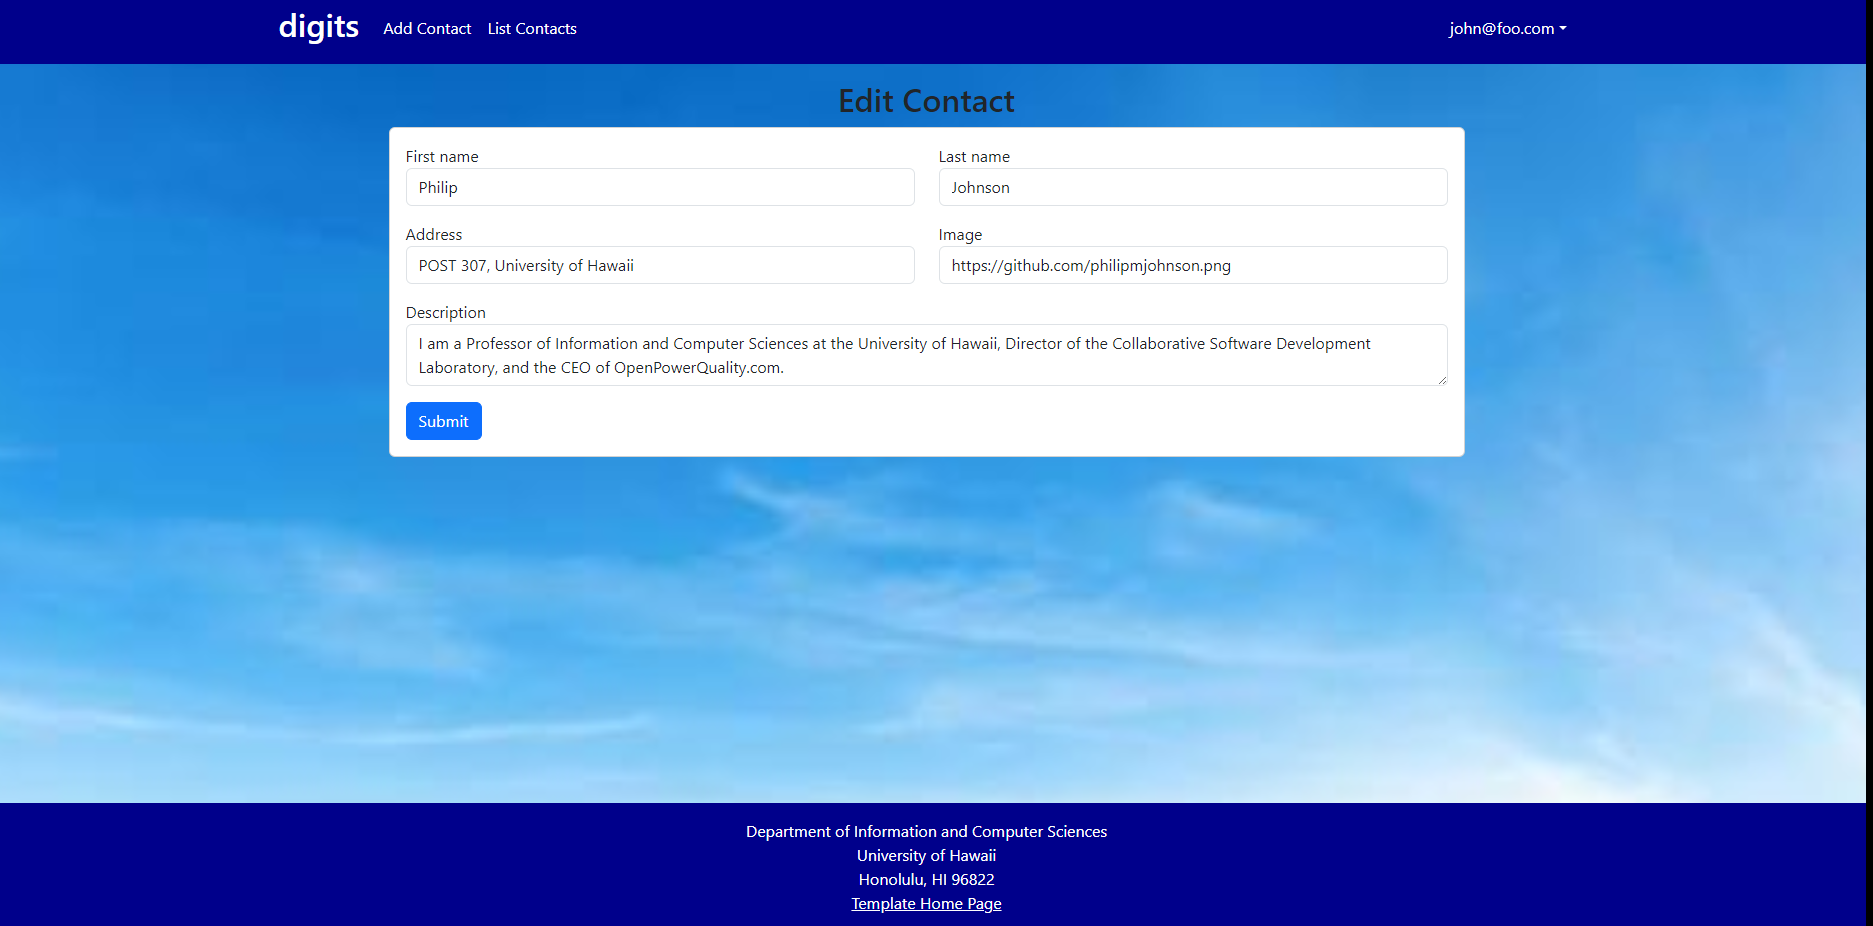 digits Add Contact List Contacts john@foo.com
Edit Contact
First name Last name
Philip Johnson
Address Image
POST 307, University of Hawaii https://github.com/philipmjohnson.png
Description
I am a Professor of Information and Computer Sciences at the University of Hawaii, Director of the Collaborative Software Development
Laboratory, and the CEO of OpenPowerQuality.com.
Submit
Department of Information and Computer Sciences
University of Hawaii
Honolulu, HI 96822
Template Home Page